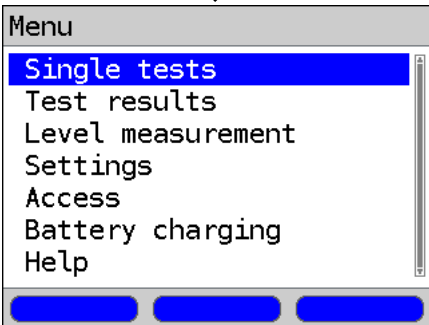 Menu
Single tests
Test results
Level measurement
Settings
Access
Battery charging
Help